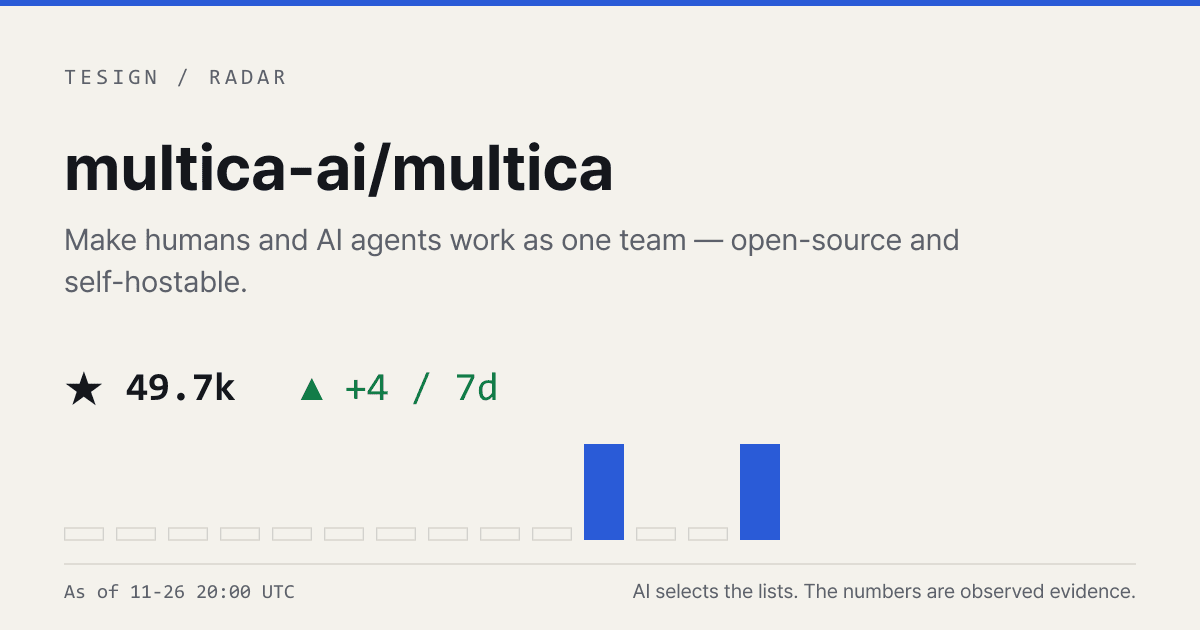 TESIGN / RADAR
multica-ai/multica
Make humans and AI agents work as one team — open-source and
self-hostable.
★ 49.7k ▲ +4 / 7d
As of 11-26 20:00 UTC
AI selects the lists. The numbers are observed evidence.